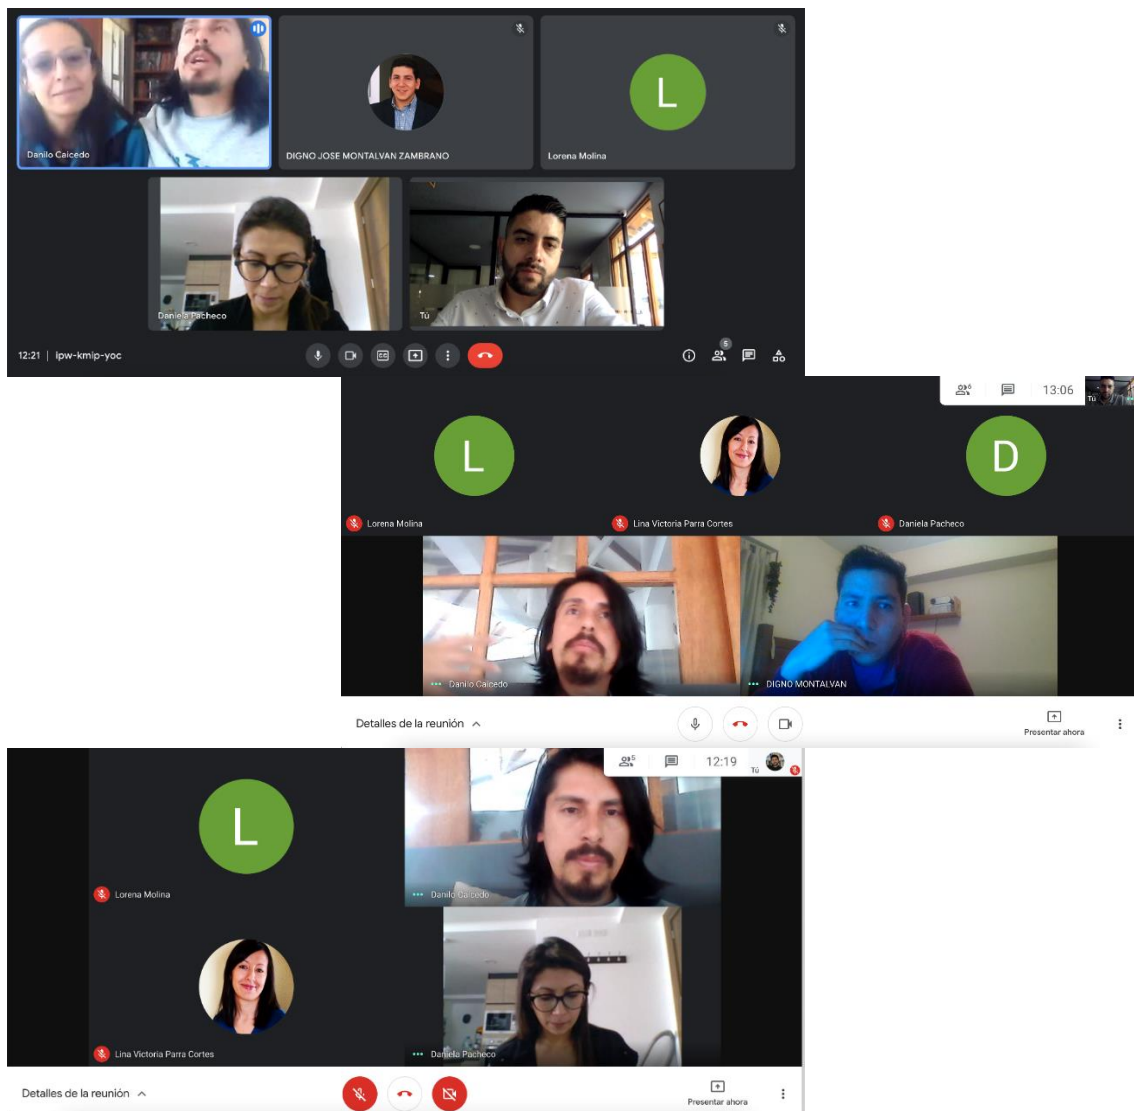 Danilo Caicedo
DIGNO JOSE MONTALVAN ZAMBRANO
L
Lorena Molina
Daniela Pacheco
Tú
12:21 | ipw-kmip-yoc
5
6
13:06
Tú
L
D
Lorena Molina
Lina Victoria Parra Cortes
Daniela Pacheco
Danilo Caicedo
DIGNO MONTALVAN
Detalles de la reunión
Presentar ahora
5
12:19
Tú
L
Lorena Molina
Danilo Caicedo
Lina Victoria Parra Cortes
Daniela Pacheco
Detalles de la reunión
Presentar ahora